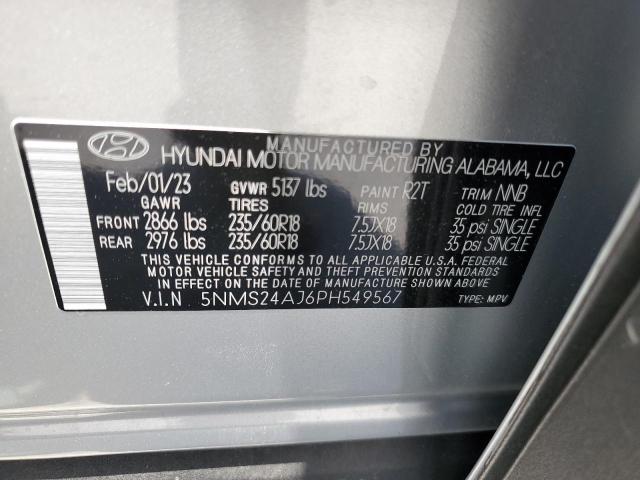 MANUFACTURED BY
HYUNDAI MOTOR MANUFACTURING ALABAMA, LLC
Feb/01/23 GVWR 5137 lbs PAINT R2T TRIM NNB
GAWR TIRES RIMS COLD TIRE INFL
FRONT 2866 lbs 235/60R18 7.5JX18 35 psi SINGLE
REAR 2976 lbs 235/60R18 7.5JX18 35 psi SINGLE
THIS VEHICLE CONFORMS TO ALL APPLICABLE U.S.A. FEDERAL
MOTOR VEHICLE SAFETY AND THEFT PREVENTION STANDARDS
IN EFFECT ON THE DATE OF MANUFACTURE SHOWN ABOVE.
V.I.N 5NMS24AJ6PH549567 TYPE: MPV